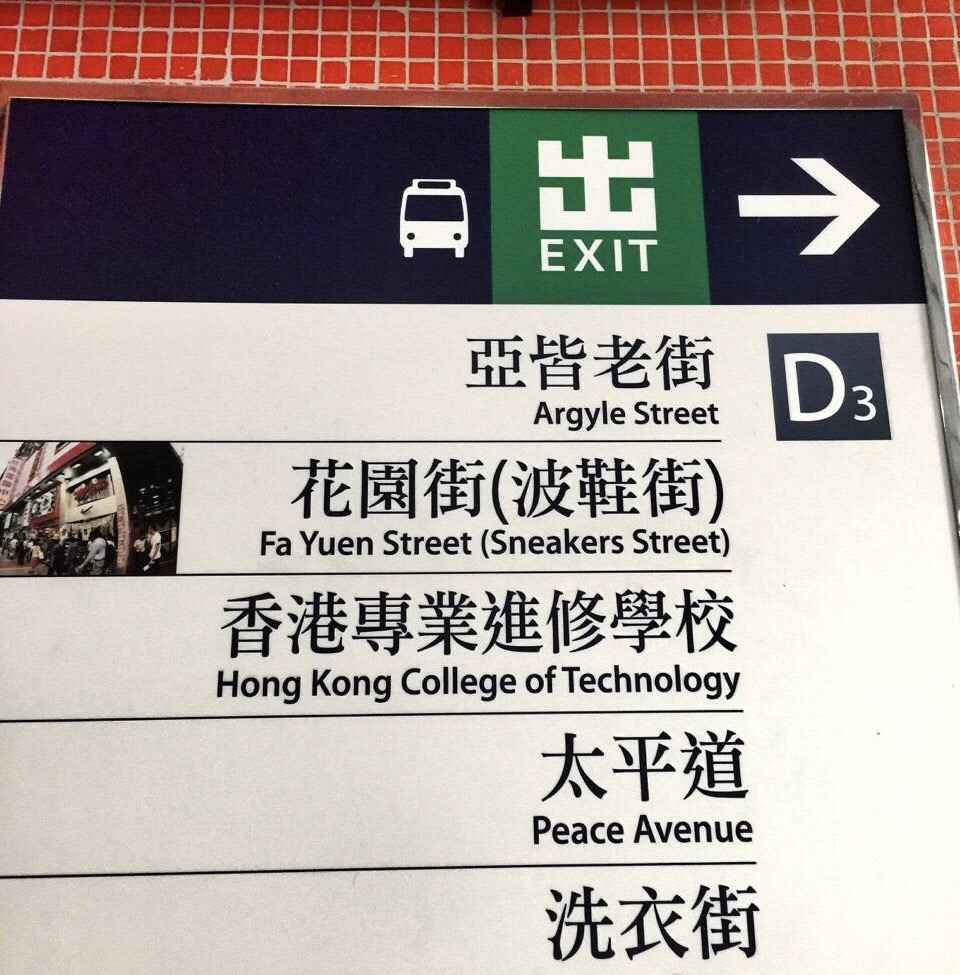 出
EXIT
亞皆老街
Argyle Street
D3
花園街(波鞋街)
Fa Yuen Street (Sneakers Street)
香港專業進修學校
Hong Kong College of Technology
太平道
Peace Avenue
洗衣街